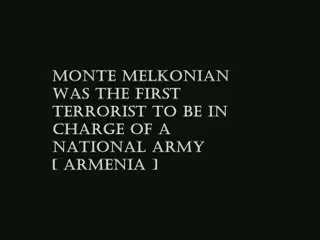 MONTE MELKONIAN
WAS THE FIRST
TERRORIST TO BE IN
CHARGE OF A
NATIONAL ARMY
[ ARMENIA ]